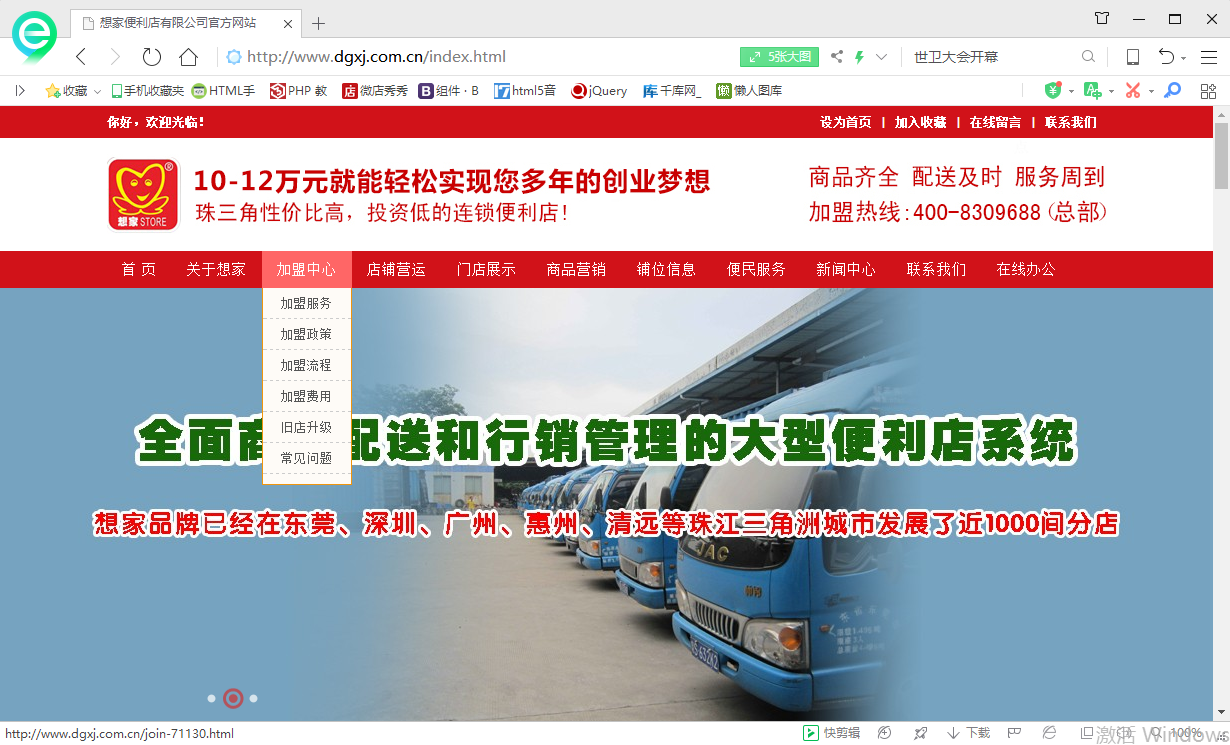 想家便利店有限公司官方网站
http://www.dgxj.com.cn/index.html
5张大图
世卫大会开幕
收藏 手机收藏夹 HTML手 PHP 教 微店秀秀 组件 · B html5音 jQuery 千库网_ 懒人图库
你好，欢迎光临！
设为首页 | 加入收藏 | 在线留言 | 联系我们
想家 STORE
10-12万元就能轻松实现您多年的创业梦想
珠三角性价比高，投资低的连锁便利店！
商品齐全 配送及时 服务周到
加盟热线:400-8309688(总部)
首 页 关于想家 加盟中心 店铺营运 门店展示 商品营销 铺位信息 便民服务 新闻中心 联系我们 在线办公
加盟服务
加盟政策
加盟流程
加盟费用
旧店升级
常见问题
全面商 配送和行销管理的大型便利店系统
想家品牌已经在东莞、深圳、广州、惠州、清远等珠江三角洲城市发展了近1000间分店
JAC
http://www.dgxj.com.cn/join-71130.html
快剪辑 下载 100%
激活 Windows